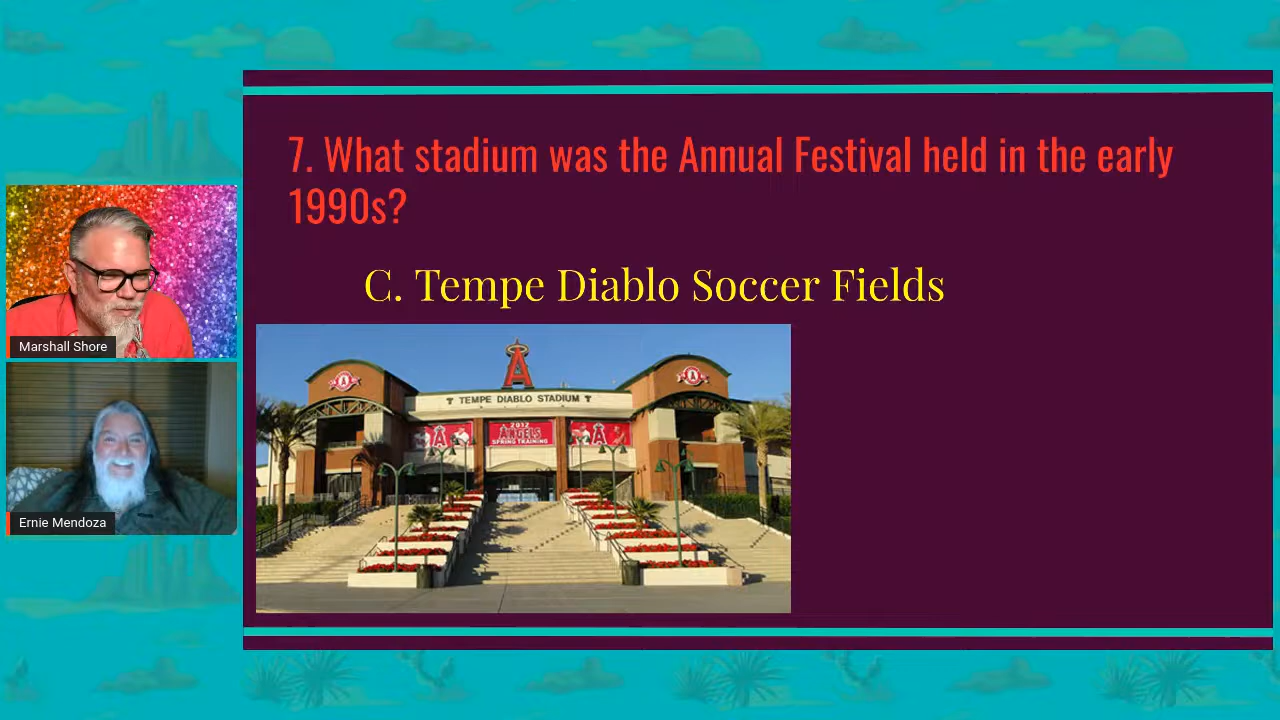 7. What stadium was the Annual Festival held in the early
1990s?
C. Tempe Diablo Soccer Fields
A
A
A
TEMPE DIABLO STADIUM
A
2012
ANGELS
SPRING TRAINING
A
Marshall Shore
Ernie Mendoza